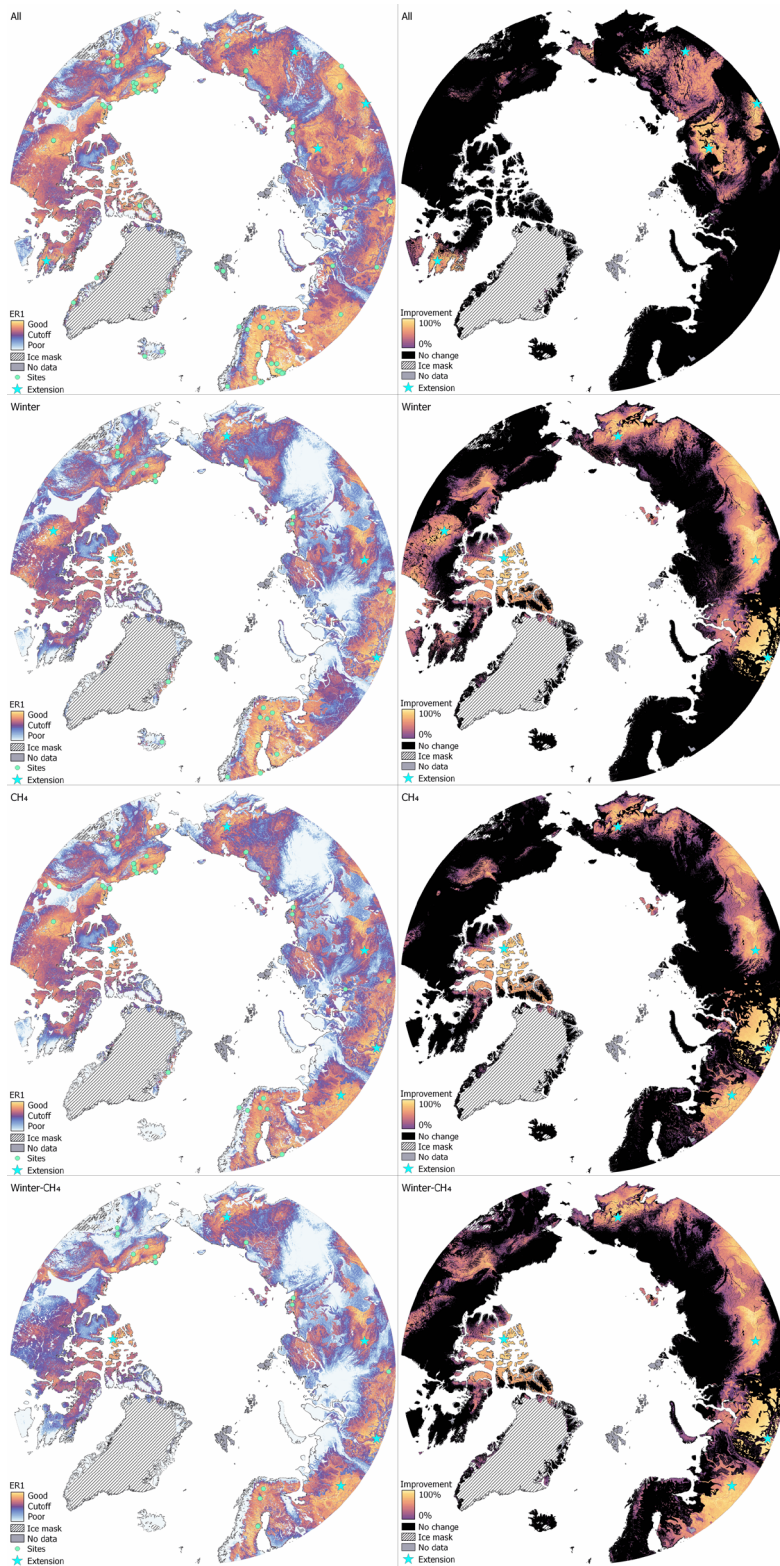 All
ER1
Good
Cutoff
Poor
Ice mask
No data
Sites
Extension
All
Improvement
100%
0%
No change
Ice mask
No data
Extension
Winter
ER1
Good
Cutoff
Poor
Ice mask
No data
Sites
Extension
Winter
Improvement
100%
0%
No change
Ice mask
No data
Extension
CH₄
ER1
Good
Cutoff
Poor
Ice mask
No data
Sites
Extension
CH₄
Improvement
100%
0%
No change
Ice mask
No data
Extension
Winter-CH₄
ER1
Good
Cutoff
Poor
Ice mask
No data
Sites
Extension
Winter-CH₄
Improvement
100%
0%
No change
Ice mask
No data
Extension